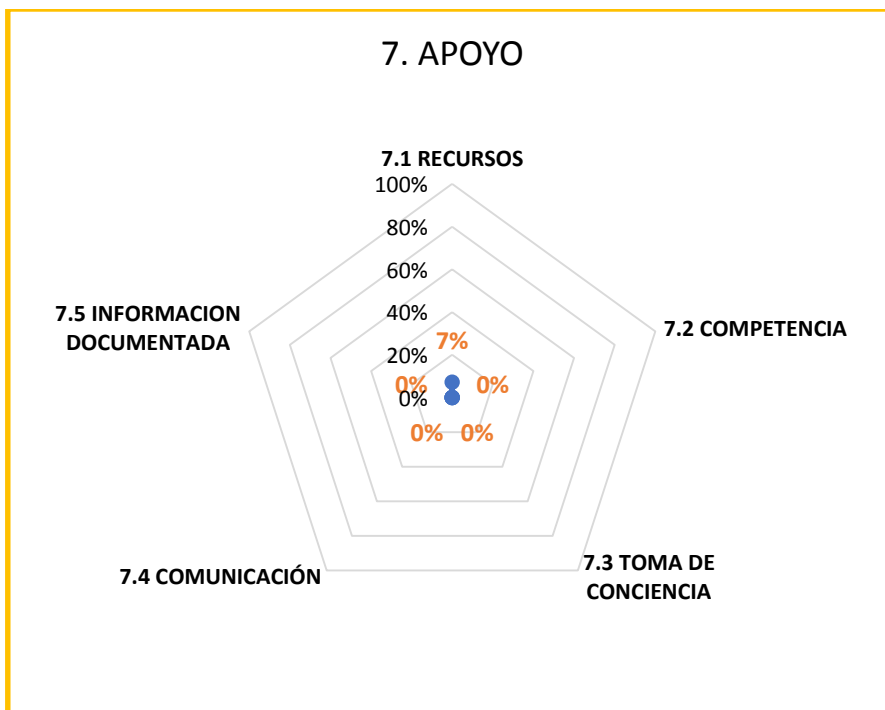 7. APOYO
7.1 RECURSOS
100%
80%
60%
40%
20%
0%
7%
0%
0%
0%
0%
7.2 COMPETENCIA
7.3 TOMA DE
CONCIENCIA
7.4 COMUNICACIÓN
7.5 INFORMACION
DOCUMENTADA